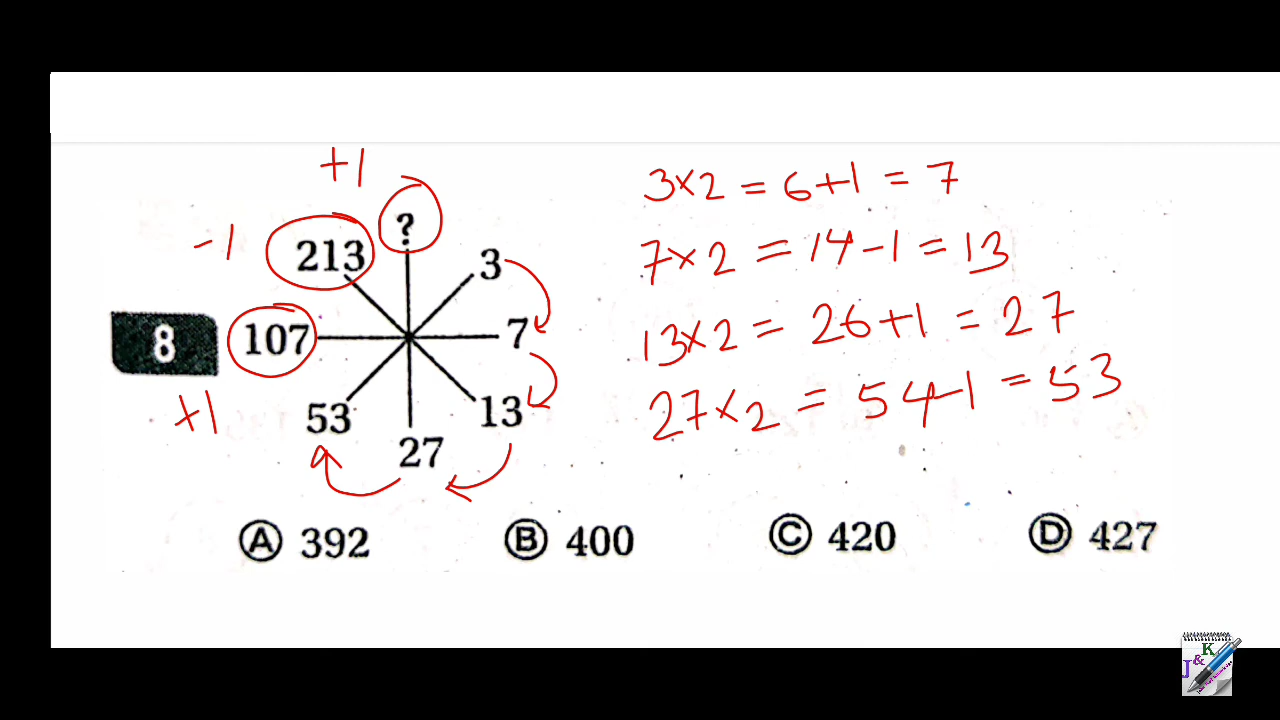 +1
3×2 = 6+1 = 7
?
-1
213
3
7×2 = 14-1 = 13
8
107
7
13×2 = 26+1 = 27
+1
53
13
27×2 = 54-1 = 53
27
A 392
B 400
C 420
D 427
J&K